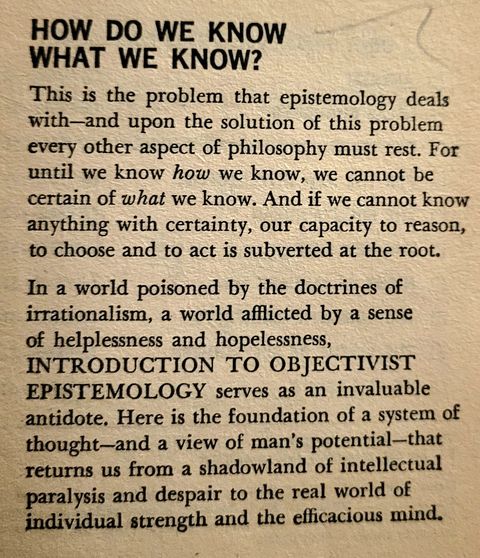 HOW DO WE KNOW
WHAT WE KNOW?
This is the problem that epistemology deals
with—and upon the solution of this problem
every other aspect of philosophy must rest. For
until we know how we know, we cannot be
certain of what we know. And if we cannot know
anything with certainty, our capacity to reason,
to choose and to act is subverted at the root.
In a world poisoned by the doctrines of
irrationalism, a world afflicted by a sense
of helplessness and hopelessness,
INTRODUCTION TO OBJECTIVIST
EPISTEMOLOGY serves as an invaluable
antidote. Here is the foundation of a system of
thought—and a view of man's potential—that
returns us from a shadowland of intellectual
paralysis and despair to the real world of
individual strength and the efficacious mind.